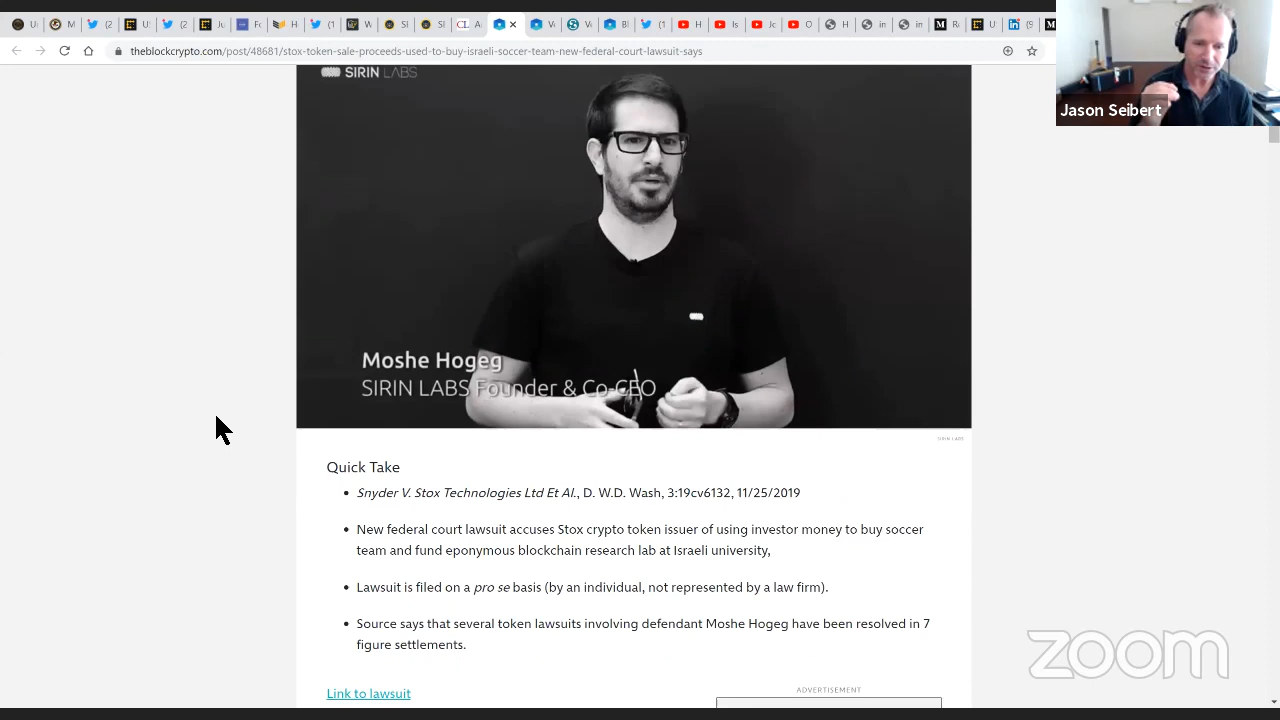 theblockcrypto.com/post/48681/stox-token-sale-proceeds-used-to-buy-israeli-soccer-team-new-federal-court-lawsuit-says
Jason Seibert
SIRIN LABS
Moshe Hogeg
SIRIN LABS Founder & Co-CEO
SIRIN LABS
Quick Take
• Snyder V. Stox Technologies Ltd Et Al., D. W.D. Wash, 3:19cv6132, 11/25/2019
• New federal court lawsuit accuses Stox crypto token issuer of using investor money to buy soccer
team and fund eponymous blockchain research lab at Israeli university,
• Lawsuit is filed on a pro se basis (by an individual, not represented by a law firm).
• Source says that several token lawsuits involving defendant Moshe Hogeg have been resolved in 7
figure settlements.
Link to lawsuit
ADVERTISEMENT
zoom